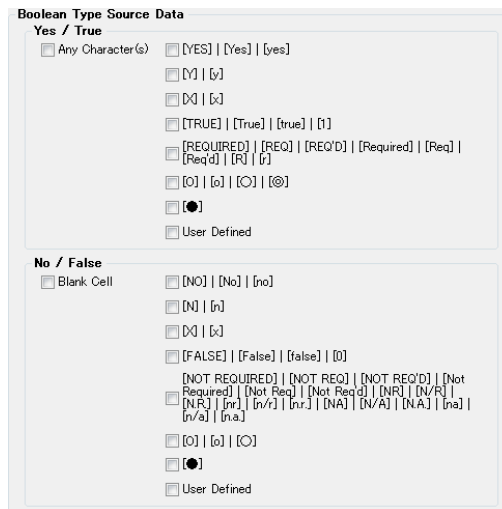 Boolean Type Source Data
Yes / True
Any Character(s)
[YES] | [Yes] | [yes]
[Y] | [y]
[X] | [x]
[TRUE] | [True] | [true] | [1]
[REQUIRED] | [REQ] | [REQ'D] | [Required] | [Req] |
[Req'd] | [R] | [r]
[O] | [o] | [○] | [◎]
[●]
User Defined
No / False
Blank Cell
[NO] | [No] | [no]
[N] | [n]
[X] | [x]
[FALSE] | [False] | [false] | [0]
[NOT REQUIRED] | [NOT REQ] | [NOT REQ'D] | [Not
Required] | [Not Req] | [Not Req'd] | [NR] | [N/R] |
[N.R.] | [nr] | [n/r] | [n.r.] | [NA] | [N/A] | [N.A.] | [na] |
[n/a] | [n.a.]
[O] | [o] | [○]
[●]
User Defined